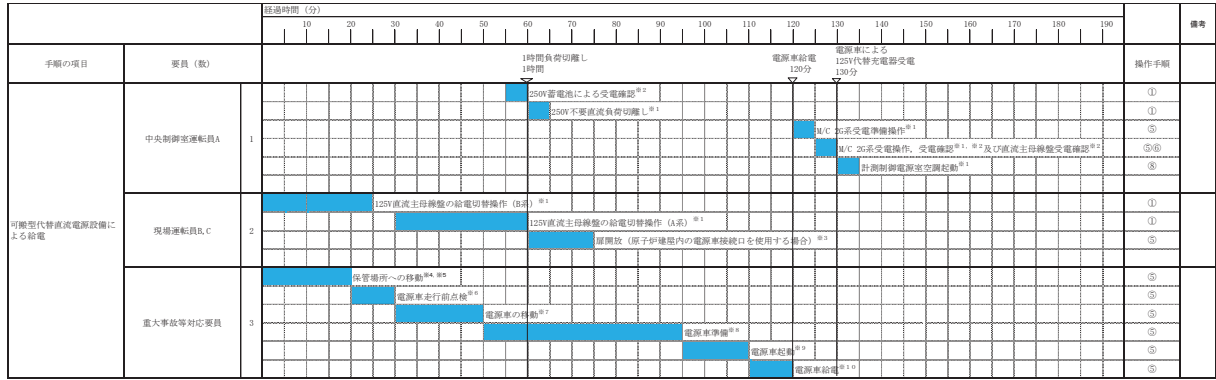 経過時間（分）
10 20 30 40 50 60 70 80 90 100 110 120 130 140 150 160 170 180 190
備考
手順の項目
要員（数）
1時間負荷切離し
1時間
電源車給電
120分
電源車による
125V代替充電器受電
130分
操作手順
可搬型代替直流電源設備に
よる給電
中央制御室運転員A
1
250V蓄電池による受電確認※2
①
250V不要直流負荷切離し※1
①
M/C 2G系受電準備操作※1
⑤
M/C 2G系受電操作、受電確認※1, ※2及び直流主母線盤受電確認※2
⑤⑥
計測制御電源室空調起動※1
⑧
現場運転員B,C
2
125V直流主母線盤の給電切替操作（B系）※1
①
125V直流主母線盤の給電切替操作（A系）※1
①
扉開放（原子炉建屋内の電源車接続口を使用する場合）※3
⑤
重大事故等対応要員
3
保管場所への移動※4, ※5
⑤
電源車走行前点検※6
⑤
電源車の移動※7
⑤
電源車準備※8
⑤
電源車起動※9
⑤
電源車給電※10
⑤